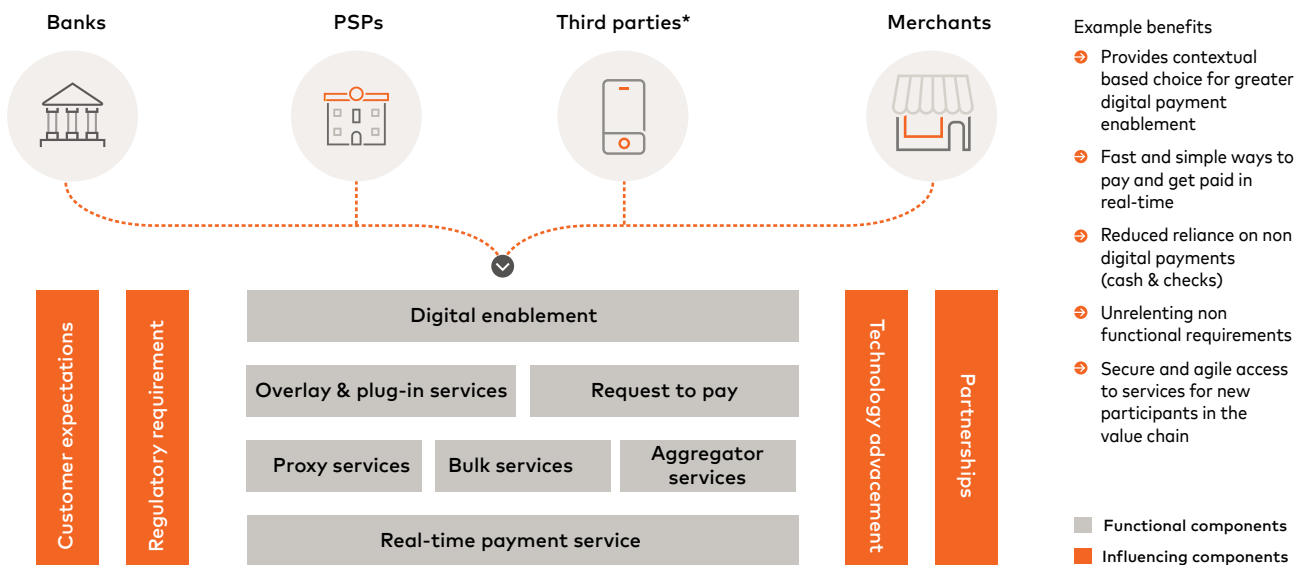 Banks
PSPs
Third parties*
Merchants
Customer expectations
Regulatory requirement
Digital enablement
Overlay & plug-in services
Request to pay
Proxy services
Bulk services
Aggregator
services
Real-time payment service
Technology advacement
Partnerships
Example benefits
Provides contextual
based choice for greater
digital payment
enablement
Fast and simple ways to
pay and get paid in
real-time
Reduced reliance on non
digital payments
(cash & checks)
Unrelenting non
functional requirements
Secure and agile access
to services for new
participants in the
value chain
Functional components
Influencing components